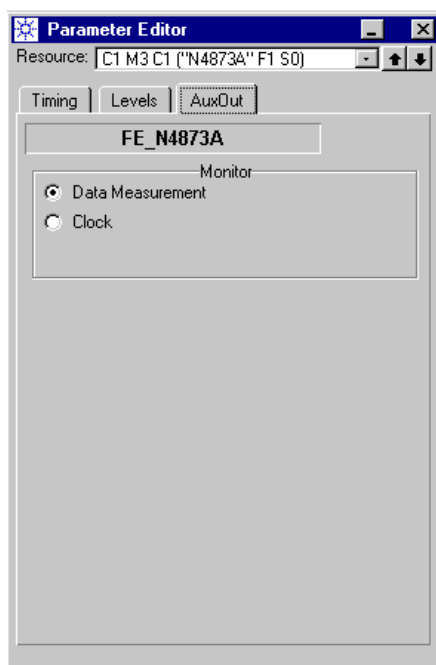 Parameter Editor
Resource: C1 M3 C1 ("N4873A" F1 S0)
Timing Levels AuxOut
FE_N4873A
Monitor
Data Measurement
Clock